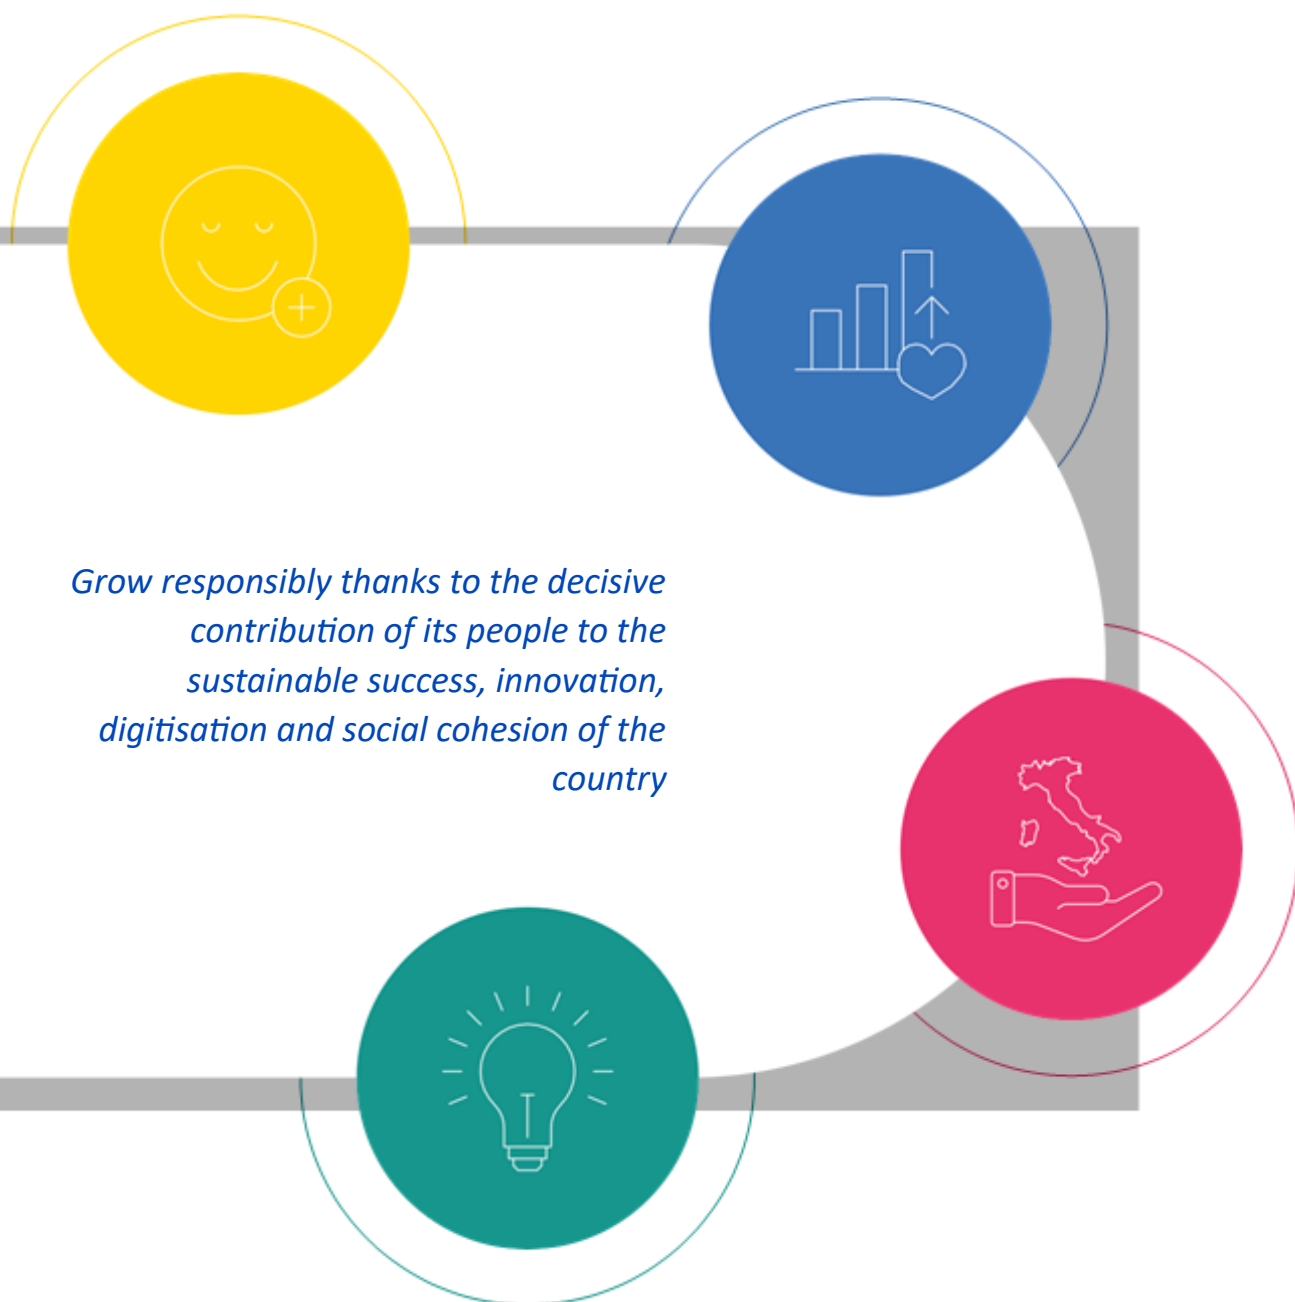 Grow responsibly thanks to the decisive
contribution of its people to the
sustainable success, innovation,
digitisation and social cohesion of the
country